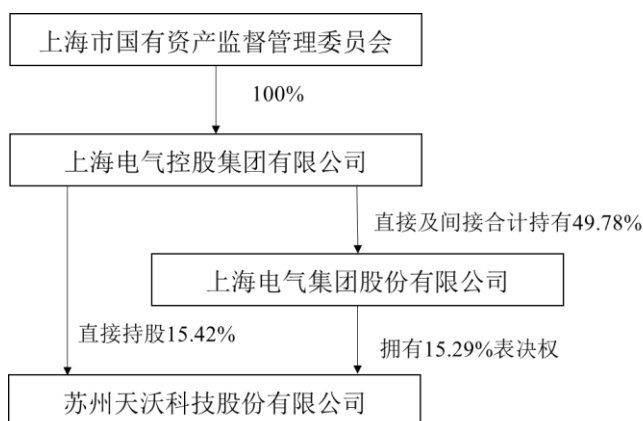 上海市国有资产监督管理委员会
100%
上海电气控股集团有限公司
直接及间接合计持有49.78%
上海电气集团股份有限公司
直接持股15.42%
拥有15.29%表决权
苏州天沃科技股份有限公司